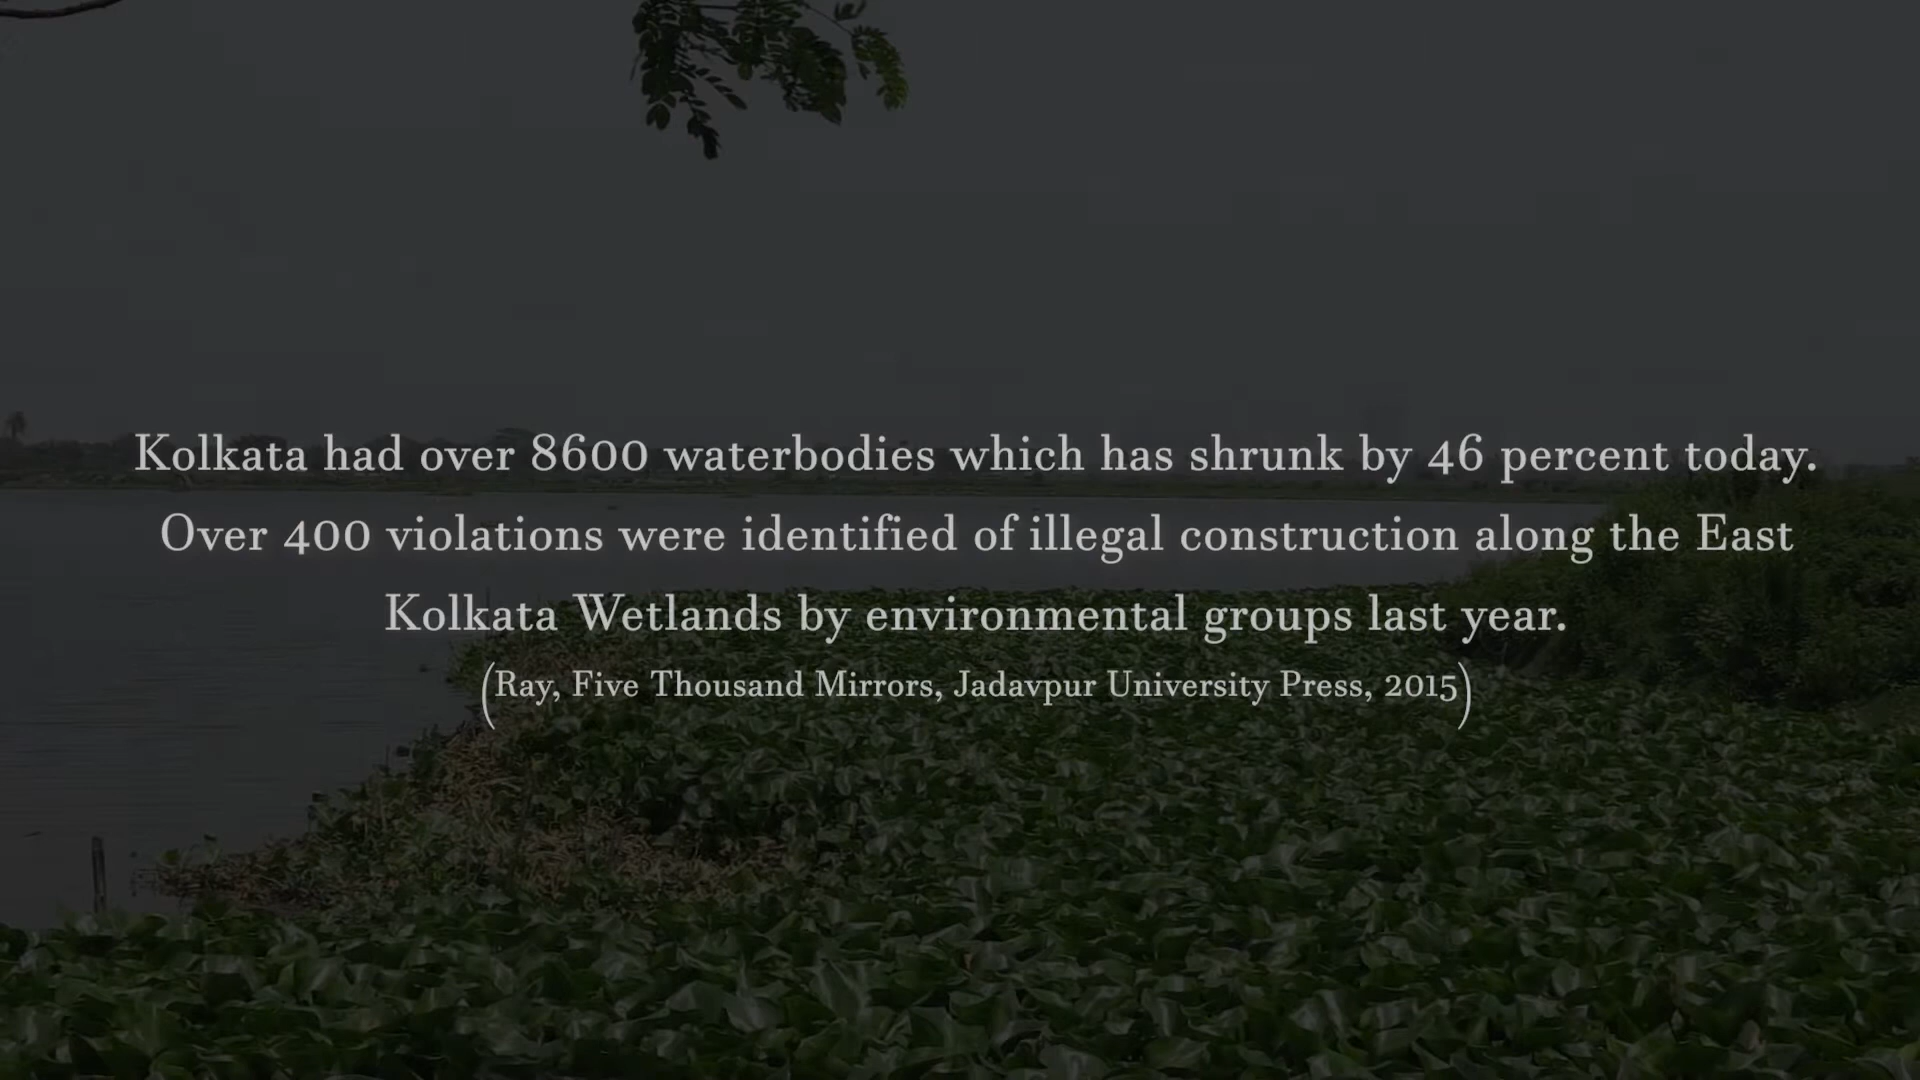 Kolkata had over 8600 waterbodies which has shrunk by 46 percent today.
Over 400 violations were identified of illegal construction along the East
Kolkata Wetlands by environmental groups last year.
(Ray, Five Thousand Mirrors, Jadavpur University Press, 2015)